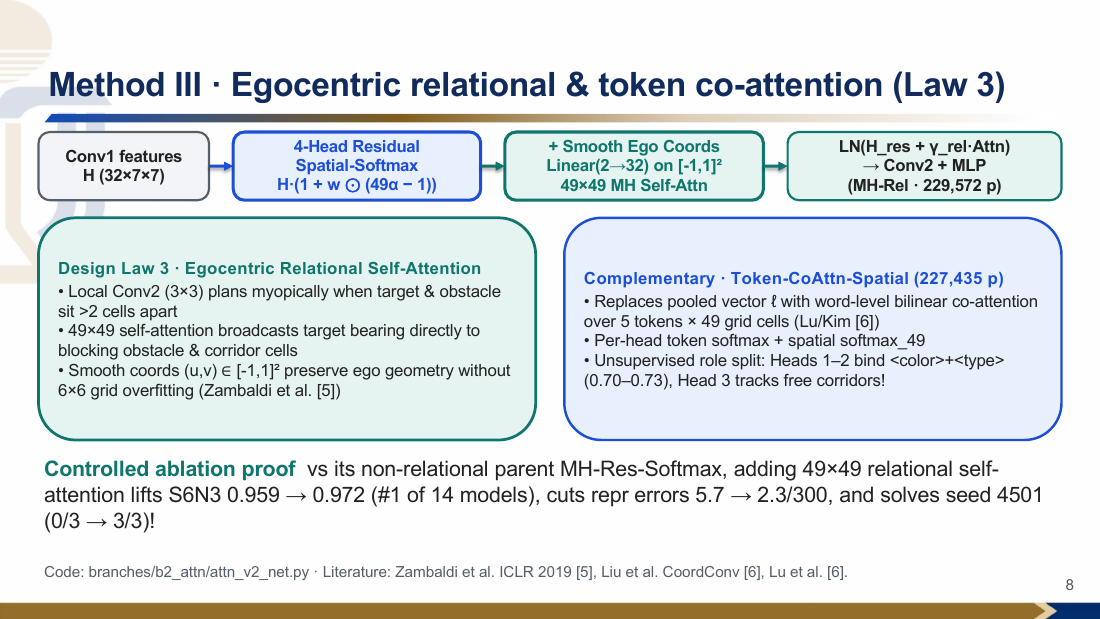 Method III · Egocentric relational & token co-attention (Law 3)
Conv1 features
H (32×7×7)
4-Head Residual
Spatial-Softmax
H·(1 + w ⊙ (49α − 1))
+ Smooth Ego Coords
Linear(2→32) on [-1,1]²
49×49 MH Self-Attn
LN(H_res + γ_rel·Attn)
→ Conv2 + MLP
(MH-Rel · 229,572 p)
Design Law 3 · Egocentric Relational Self-Attention
• Local Conv2 (3×3) plans myopically when target & obstacle
sit >2 cells apart
• 49×49 self-attention broadcasts target bearing directly to
blocking obstacle & corridor cells
• Smooth coords (u,v) ∈ [-1,1]² preserve ego geometry without
6×6 grid overfitting (Zambaldi et al. [5])
Complementary · Token-CoAttn-Spatial (227,435 p)
• Replaces pooled vector ℓ with word-level bilinear co-attention
over 5 tokens × 49 grid cells (Lu/Kim [6])
• Per-head token softmax + spatial softmax_49
• Unsupervised role split: Heads 1–2 bind <color>+<type>
(0.70–0.73), Head 3 tracks free corridors!
Controlled ablation proof vs its non-relational parent MH-Res-Softmax, adding 49×49 relational self-
attention lifts S6N3 0.959 → 0.972 (#1 of 14 models), cuts repr errors 5.7 → 2.3/300, and solves seed 4501
(0/3 → 3/3)!
Code: branches/b2_attn/attn_v2_net.py · Literature: Zambaldi et al. ICLR 2019 [5], Liu et al. CoordConv [6], Lu et al. [6].
8